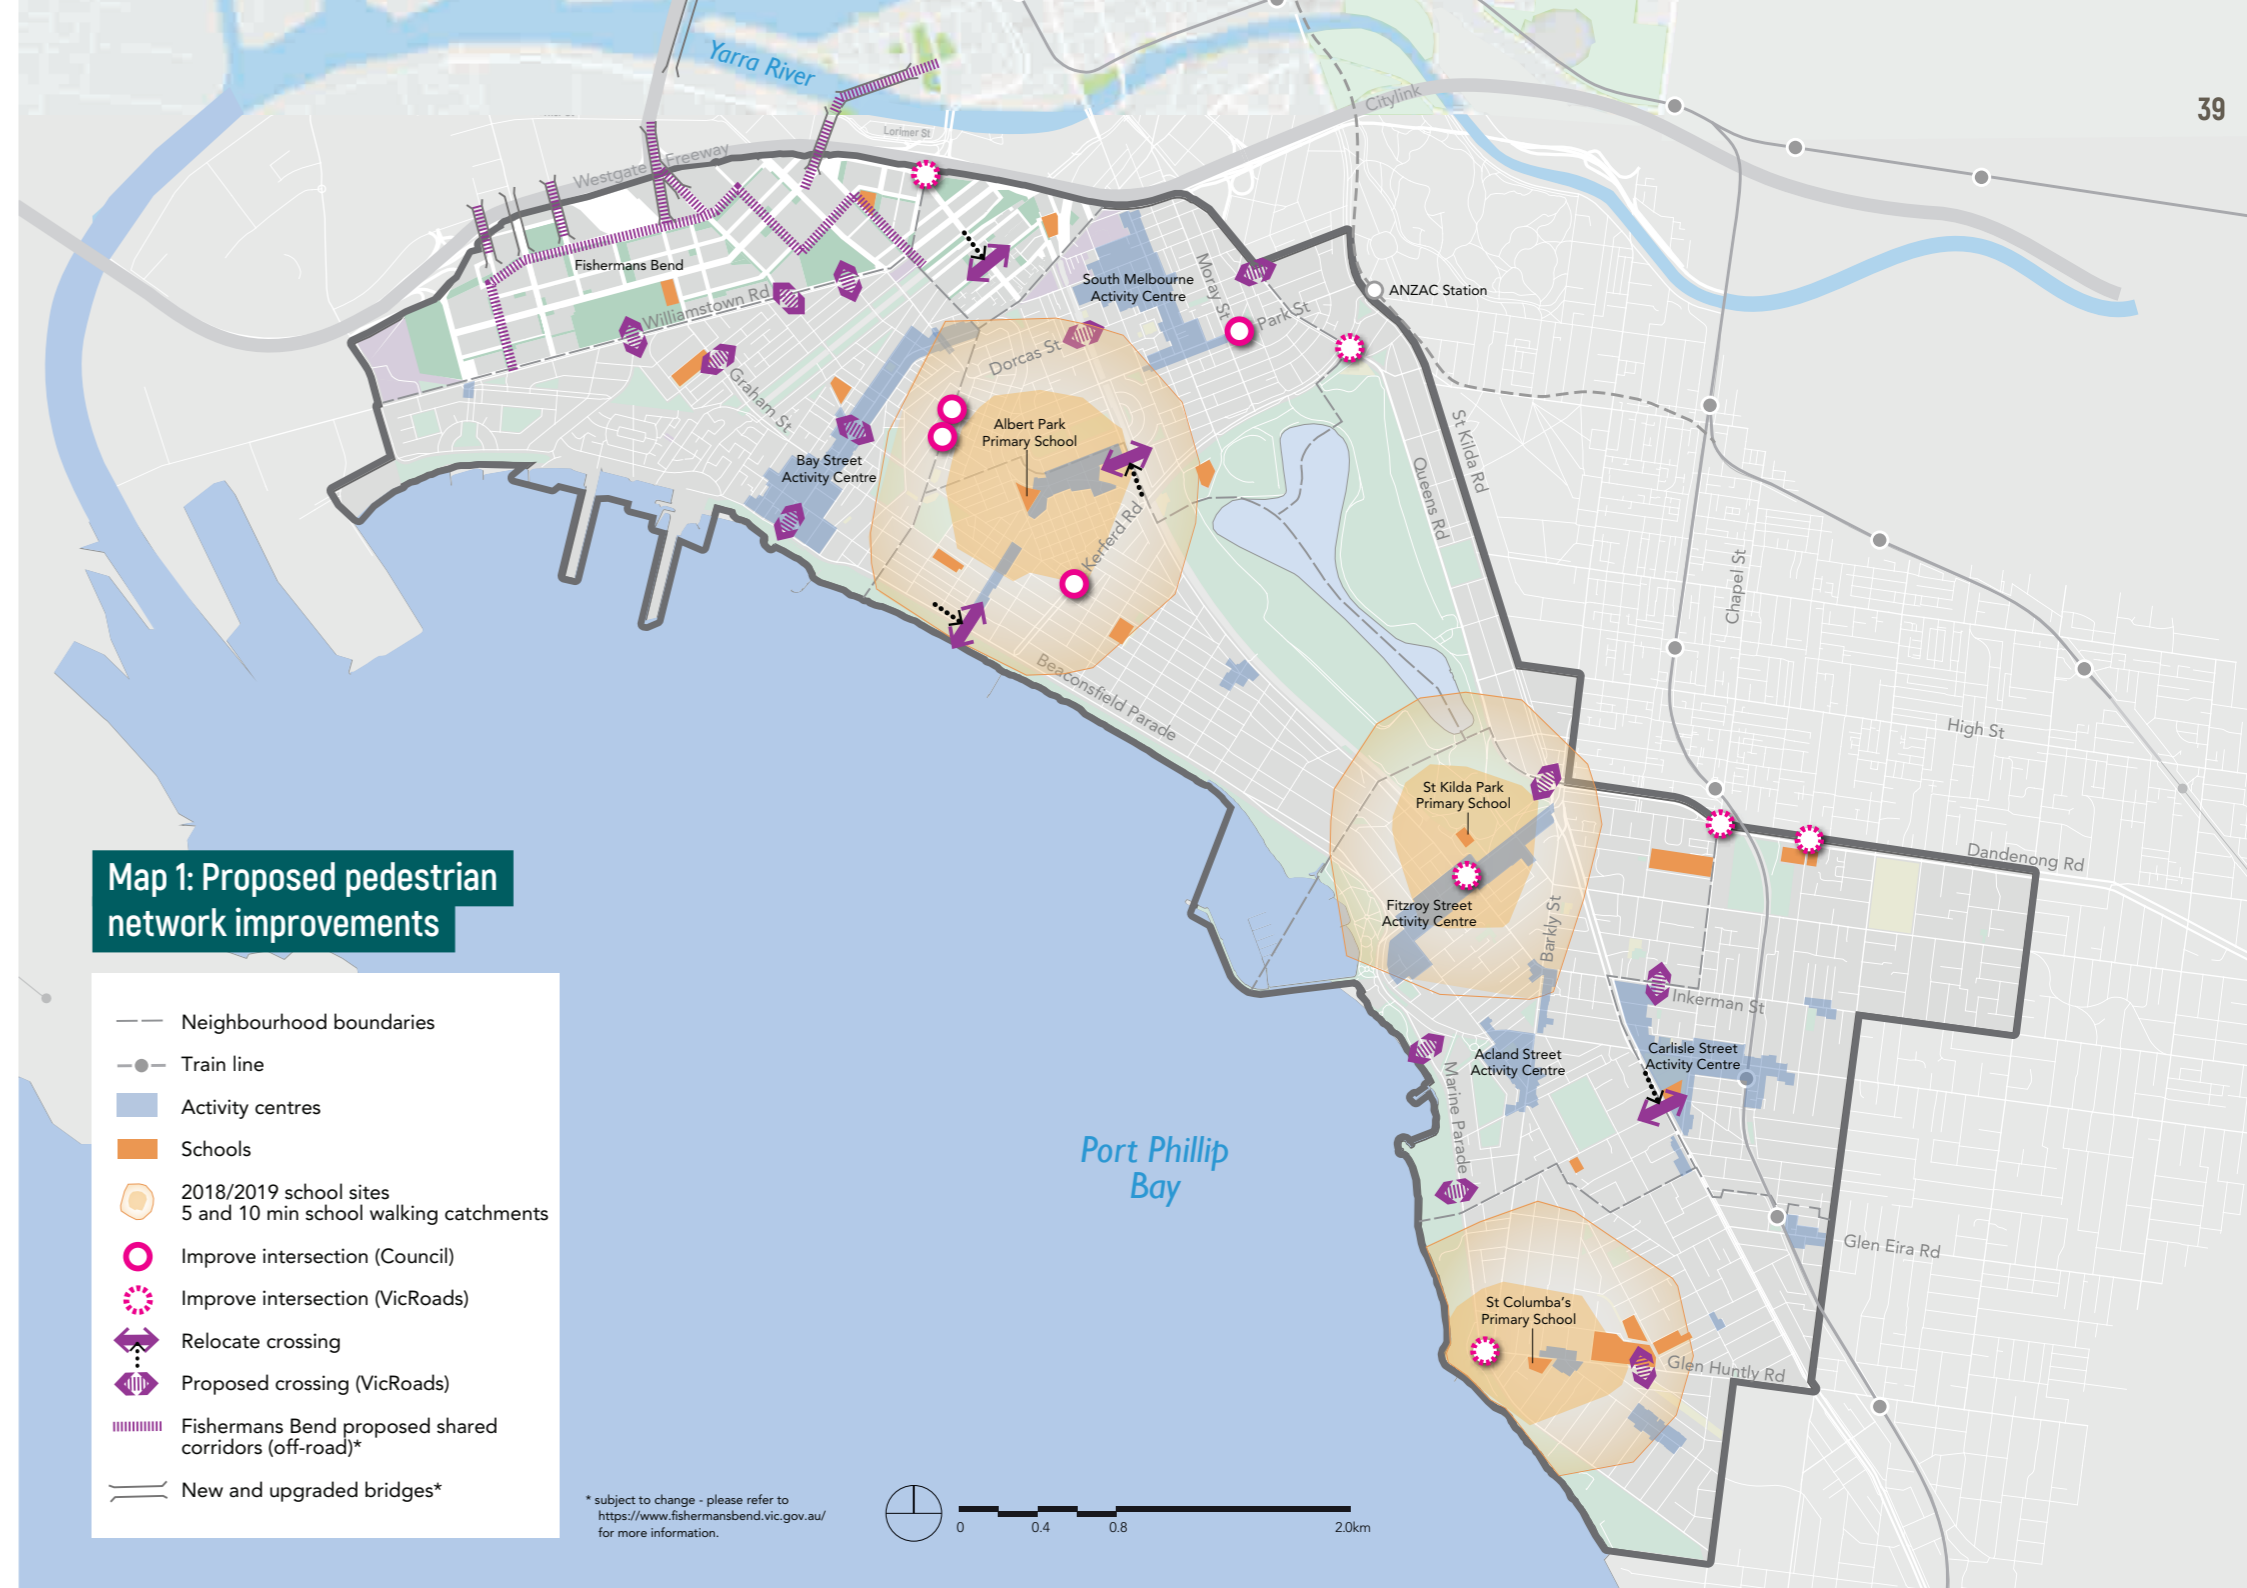 39
Yarra River
Citylink
Lorimer St
Westgate Freeway
Fishermans Bend
Williamstown Rd
South Melbourne
Activity Centre
Moray St
Park St
ANZAC Station
Dorcas St
Graham St
Albert Park
Primary School
Bay Street
Activity Centre
Kerferd Rd
St Kilda Rd
Queens Rd
Chapel St
High St
Beaconsfield Parade
St Kilda Park
Primary School
Fitzroy Street
Activity Centre
Barkly St
Dandenong Rd
Inkerman St
Acland Street
Activity Centre
Carlisle Street
Activity Centre
Marine Parade
Port Phillip
Bay
Glen Eira Rd
St Columba's
Primary School
Glen Huntly Rd
Map 1: Proposed pedestrian
network improvements
Neighbourhood boundaries
Train line
Activity centres
Schools
2018/2019 school sites
5 and 10 min school walking catchments
Improve intersection (Council)
Improve intersection (VicRoads)
Relocate crossing
Proposed crossing (VicRoads)
Fishermans Bend proposed shared
corridors (off-road)*
New and upgraded bridges*
* subject to change - please refer to
https://www.fishermansbend.vic.gov.au/
for more information.
0 0.4 0.8 2.0km